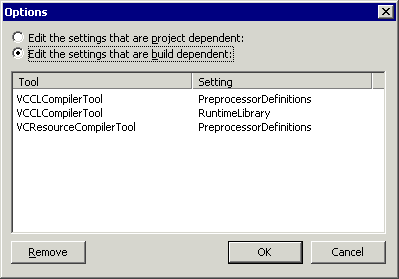 Options
Edit the settings that are project dependent:
Edit the settings that are build dependent:
Tool Setting
VCCLCompilerTool PreprocessorDefinitions
VCCLCompilerTool RuntimeLibrary
VCResourceCompilerTool PreprocessorDefinitions
Remove OK Cancel